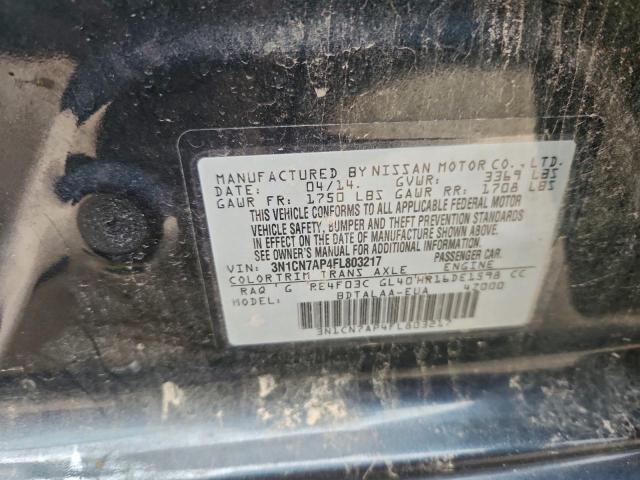 MANUFACTURED BY NISSAN MOTOR CO., LTD.
DATE: 04/14. GVWR: 3369 LBS
GAWR FR: 1750 LBS GAWR RR: 1708 LBS
THIS VEHICLE CONFORMS TO ALL APPLICABLE FEDERAL MOTOR
VEHICLE SAFETY, BUMPER AND THEFT PREVENTION STANDARDS
IN EFFECT ON THE DATE OF MANUFACTURE SHOWN ABOVE.
SEE OWNER'S MANUAL FOR ADDITIONAL INFORMATION.
VIN: 3N1CN7AP4FL803217 PASSENGER CAR
COLOR TRIM TRANS AXLE ENGINE
RAQ G RE4F03C GL40 HR16DE 1598 CC
BDTALAA-EUA 47000
3N1CN7AP4FL803217